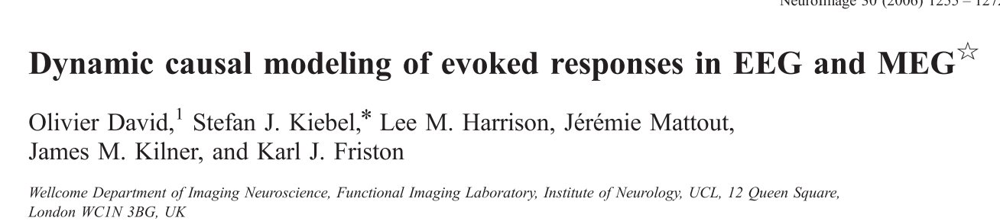 NeuroImage 30 (2006) 1255 – 1272
Dynamic causal modeling of evoked responses in EEG and MEG☆
Olivier David,¹ Stefan J. Kiebel,* Lee M. Harrison, Jérémie Mattout,
James M. Kilner, and Karl J. Friston
Wellcome Department of Imaging Neuroscience, Functional Imaging Laboratory, Institute of Neurology, UCL, 12 Queen Square,
London WC1N 3BG, UK